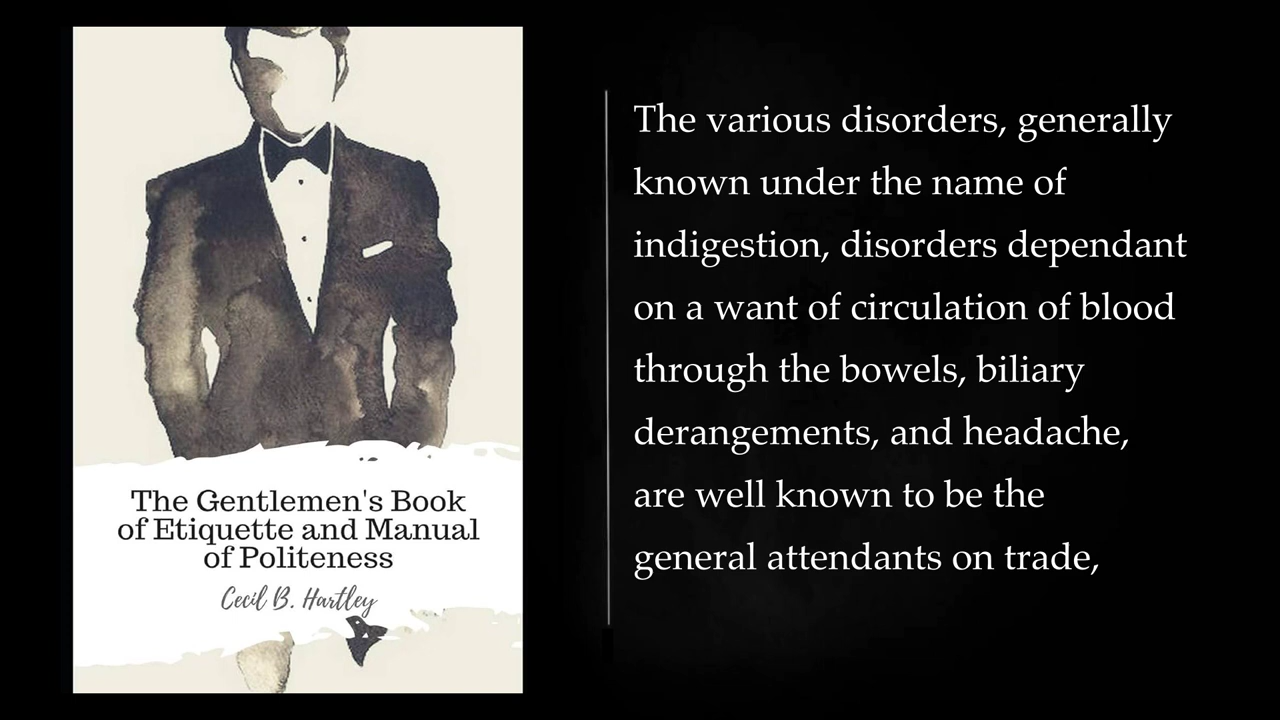 The Gentlemen's Book
of Etiquette and Manual
of Politeness
Cecil B. Hartley
The various disorders, generally
known under the name of
indigestion, disorders dependant
on a want of circulation of blood
through the bowels, biliary
derangements, and headache,
are well known to be the
general attendants on trade,